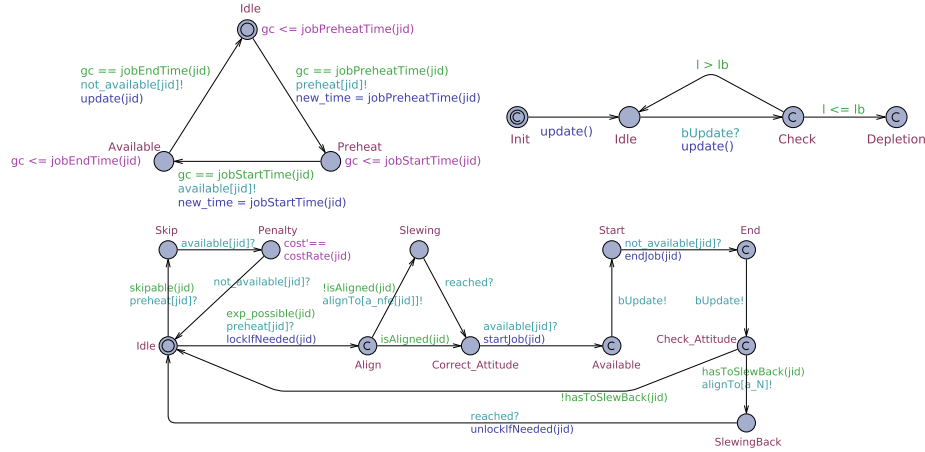 Idle
gc <= jobPreheatTime(jid)
gc == jobEndTime(jid)
not_available[jid]!
update(jid)
gc == jobPreheatTime(jid)
preheat[jid]!
new_time = jobPreheatTime(jid)
Available
gc <= jobEndTime(jid)
Preheat
gc <= jobStartTime(jid)
gc == jobStartTime(jid)
available[jid]!
new_time = jobStartTime(jid)
l > lb
C
Init
update()
Idle
bUpdate?
update()
C
Check
l <= lb
C
Depletion
Skip
available[jid]?
Penalty
cost'==
costRate(jid)
skipable(jid)
preheat[jid]?
not_available[jid]?
Idle
exp_possible(jid)
preheat[jid]?
lockIfNeeded(jid)
C
Align
!isAligned(jid)
alignTo[a_nfo[jid]]!
Slewing
reached?
isAligned(jid)
Correct_Attitude
available[jid]?
startJob(jid)
C
Available
bUpdate!
Start
not_available[jid]?
endJob(jid)
End
C
bUpdate!
Check_Attitude
C
hasToSlewBack(jid)
alignTo[a_N]!
!hasToSlewBack(jid)
reached?
unlockIfNeeded(jid)
SlewingBack